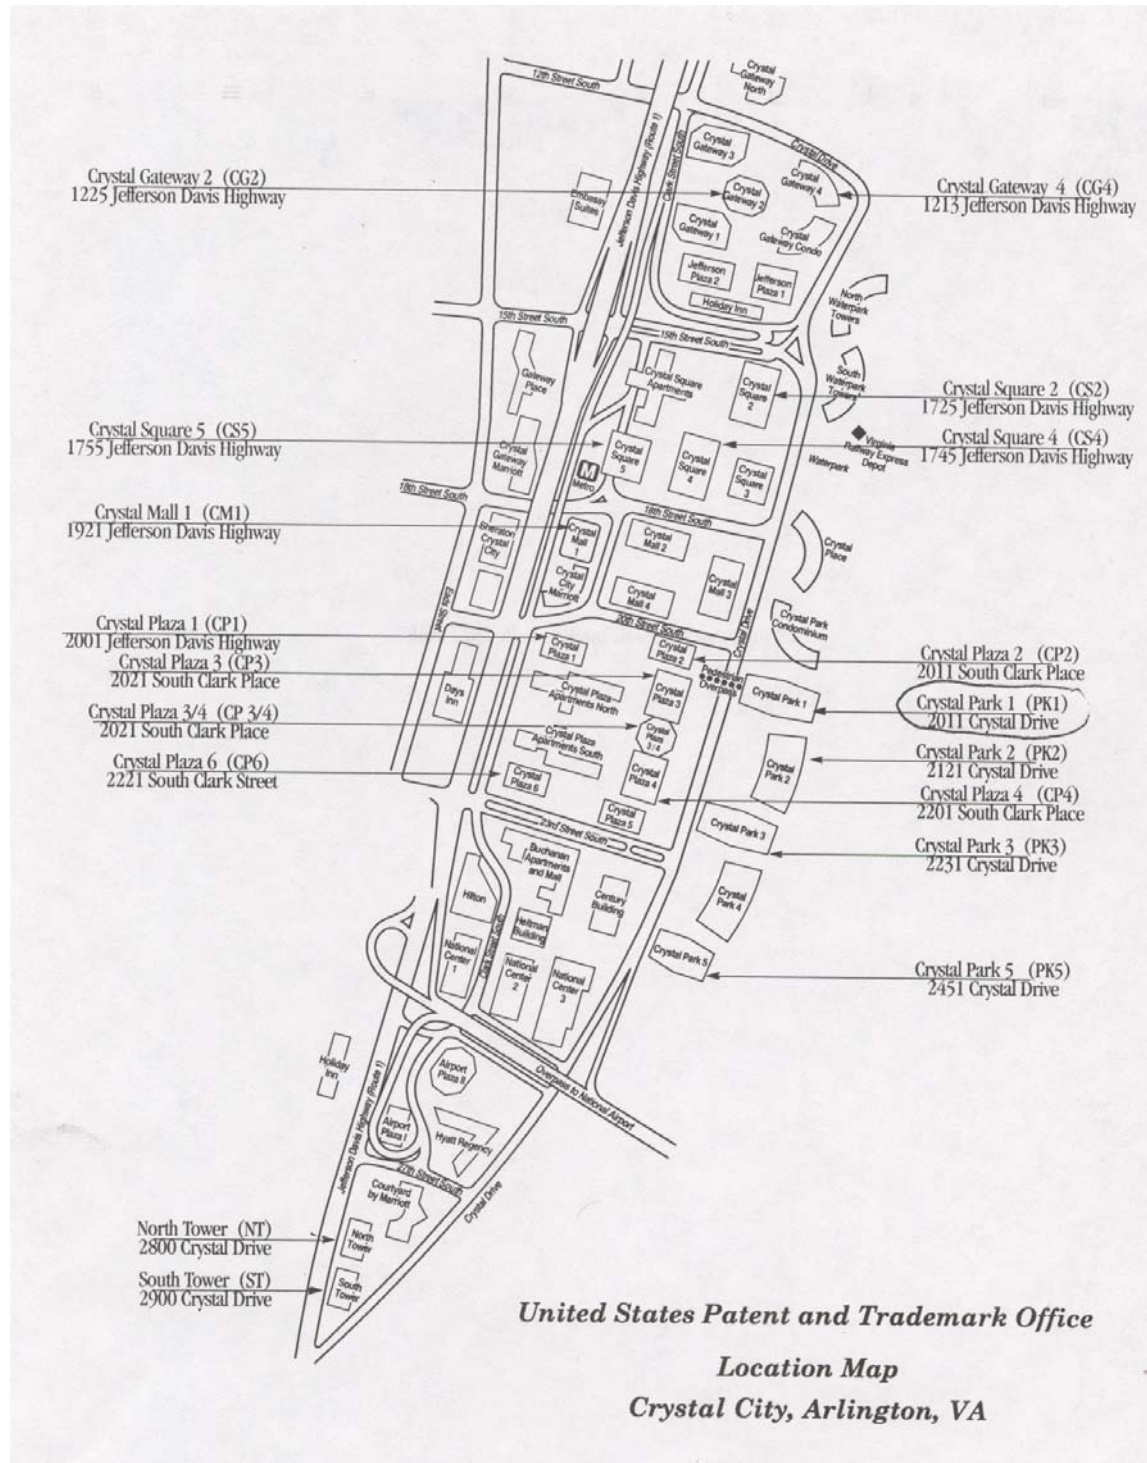 Crystal
Gateway
North
12th Street South
Crystal Drive
Jefferson Davis Highway (Route 1)
Clark Street South
Crystal
Gateway 3
Crystal
Gateway 4
Crystal Gateway 2 (CG2)
1225 Jefferson Davis Highway
Crystal
Gateway 2
Crystal Gateway 4 (CG4)
1213 Jefferson Davis Highway
Embassy
Suites
Crystal
Gateway 1
Crystal
Gateway Condo
Jefferson
Plaza 2
Jefferson
Plaza 1
Holiday Inn
North
Waterpark
Towers
15th Street South
15th Street South
Gateway
Place
Crystal Square
Apartments
Crystal
Square
2
South
Waterpark
Towers
Crystal Square 2 (CS2)
1725 Jefferson Davis Highway
Crystal Square 5 (CS5)
1755 Jefferson Davis Highway
Crystal
Gateway
Marriott
Crystal
Square
5
Crystal
Square
4
Crystal
Square
3
Waterpark
Virginia
Railway Express
Depot
Crystal Square 4 (CS4)
1745 Jefferson Davis Highway
M
Metro
18th Street South
18th Street South
Crystal Mall 1 (CM1)
1921 Jefferson Davis Highway
Sheraton
Crystal
City
Crystal
Mall
1
Crystal
Mall 2
Crystal
Place
Crystal
City
Marriott
Crystal
Mall 4
Crystal
Mall 3
Eads Street
20th Street South
Crystal Drive
Crystal Park
Condominium
Crystal Plaza 1 (CP1)
2001 Jefferson Davis Highway
Crystal
Plaza 1
Crystal
Plaza 2
Crystal Plaza 2 (CP2)
2011 South Clark Place
Crystal Plaza 3 (CP3)
2021 South Clark Place
Pedestrian
Overpass
Days
Inn
Crystal Plaza
Apartments North
Crystal
Plaza 3
Crystal Park 1
Crystal Park 1 (PK1)
2011 Crystal Drive
Crystal Plaza 3/4 (CP 3/4)
2021 South Clark Place
Crystal Plaza
Apartments South
Crystal
Plaza
3/4
Crystal Park 2 (PK2)
2121 Crystal Drive
Crystal Plaza 6 (CP6)
2221 South Clark Street
Crystal
Plaza 6
Crystal
Plaza 4
Crystal
Park 2
Crystal Plaza 4 (CP4)
2201 South Clark Place
Crystal
Plaza 5
Crystal Park 3
23rd Street South
Crystal Park 3 (PK3)
2231 Crystal Drive
Buchanan
Apartments
and Mall
Hilton
Century
Building
Crystal
Park 4
Heitman
Building
Clark Street South
National
Center
1
National
Center
2
National
Center
3
Crystal Park 5
Crystal Park 5 (PK5)
2451 Crystal Drive
Holiday
Inn
Airport
Plaza II
Overpass to National Airport
Jefferson Davis Highway (Route 1)
Airport
Plaza I
Hyatt Regency
27th Street South
Crystal Drive
Courtyard
by Marriott
North Tower (NT)
2800 Crystal Drive
North
Tower
South Tower (ST)
2900 Crystal Drive
South
Tower
United States Patent and Trademark Office
Location Map
Crystal City, Arlington, VA